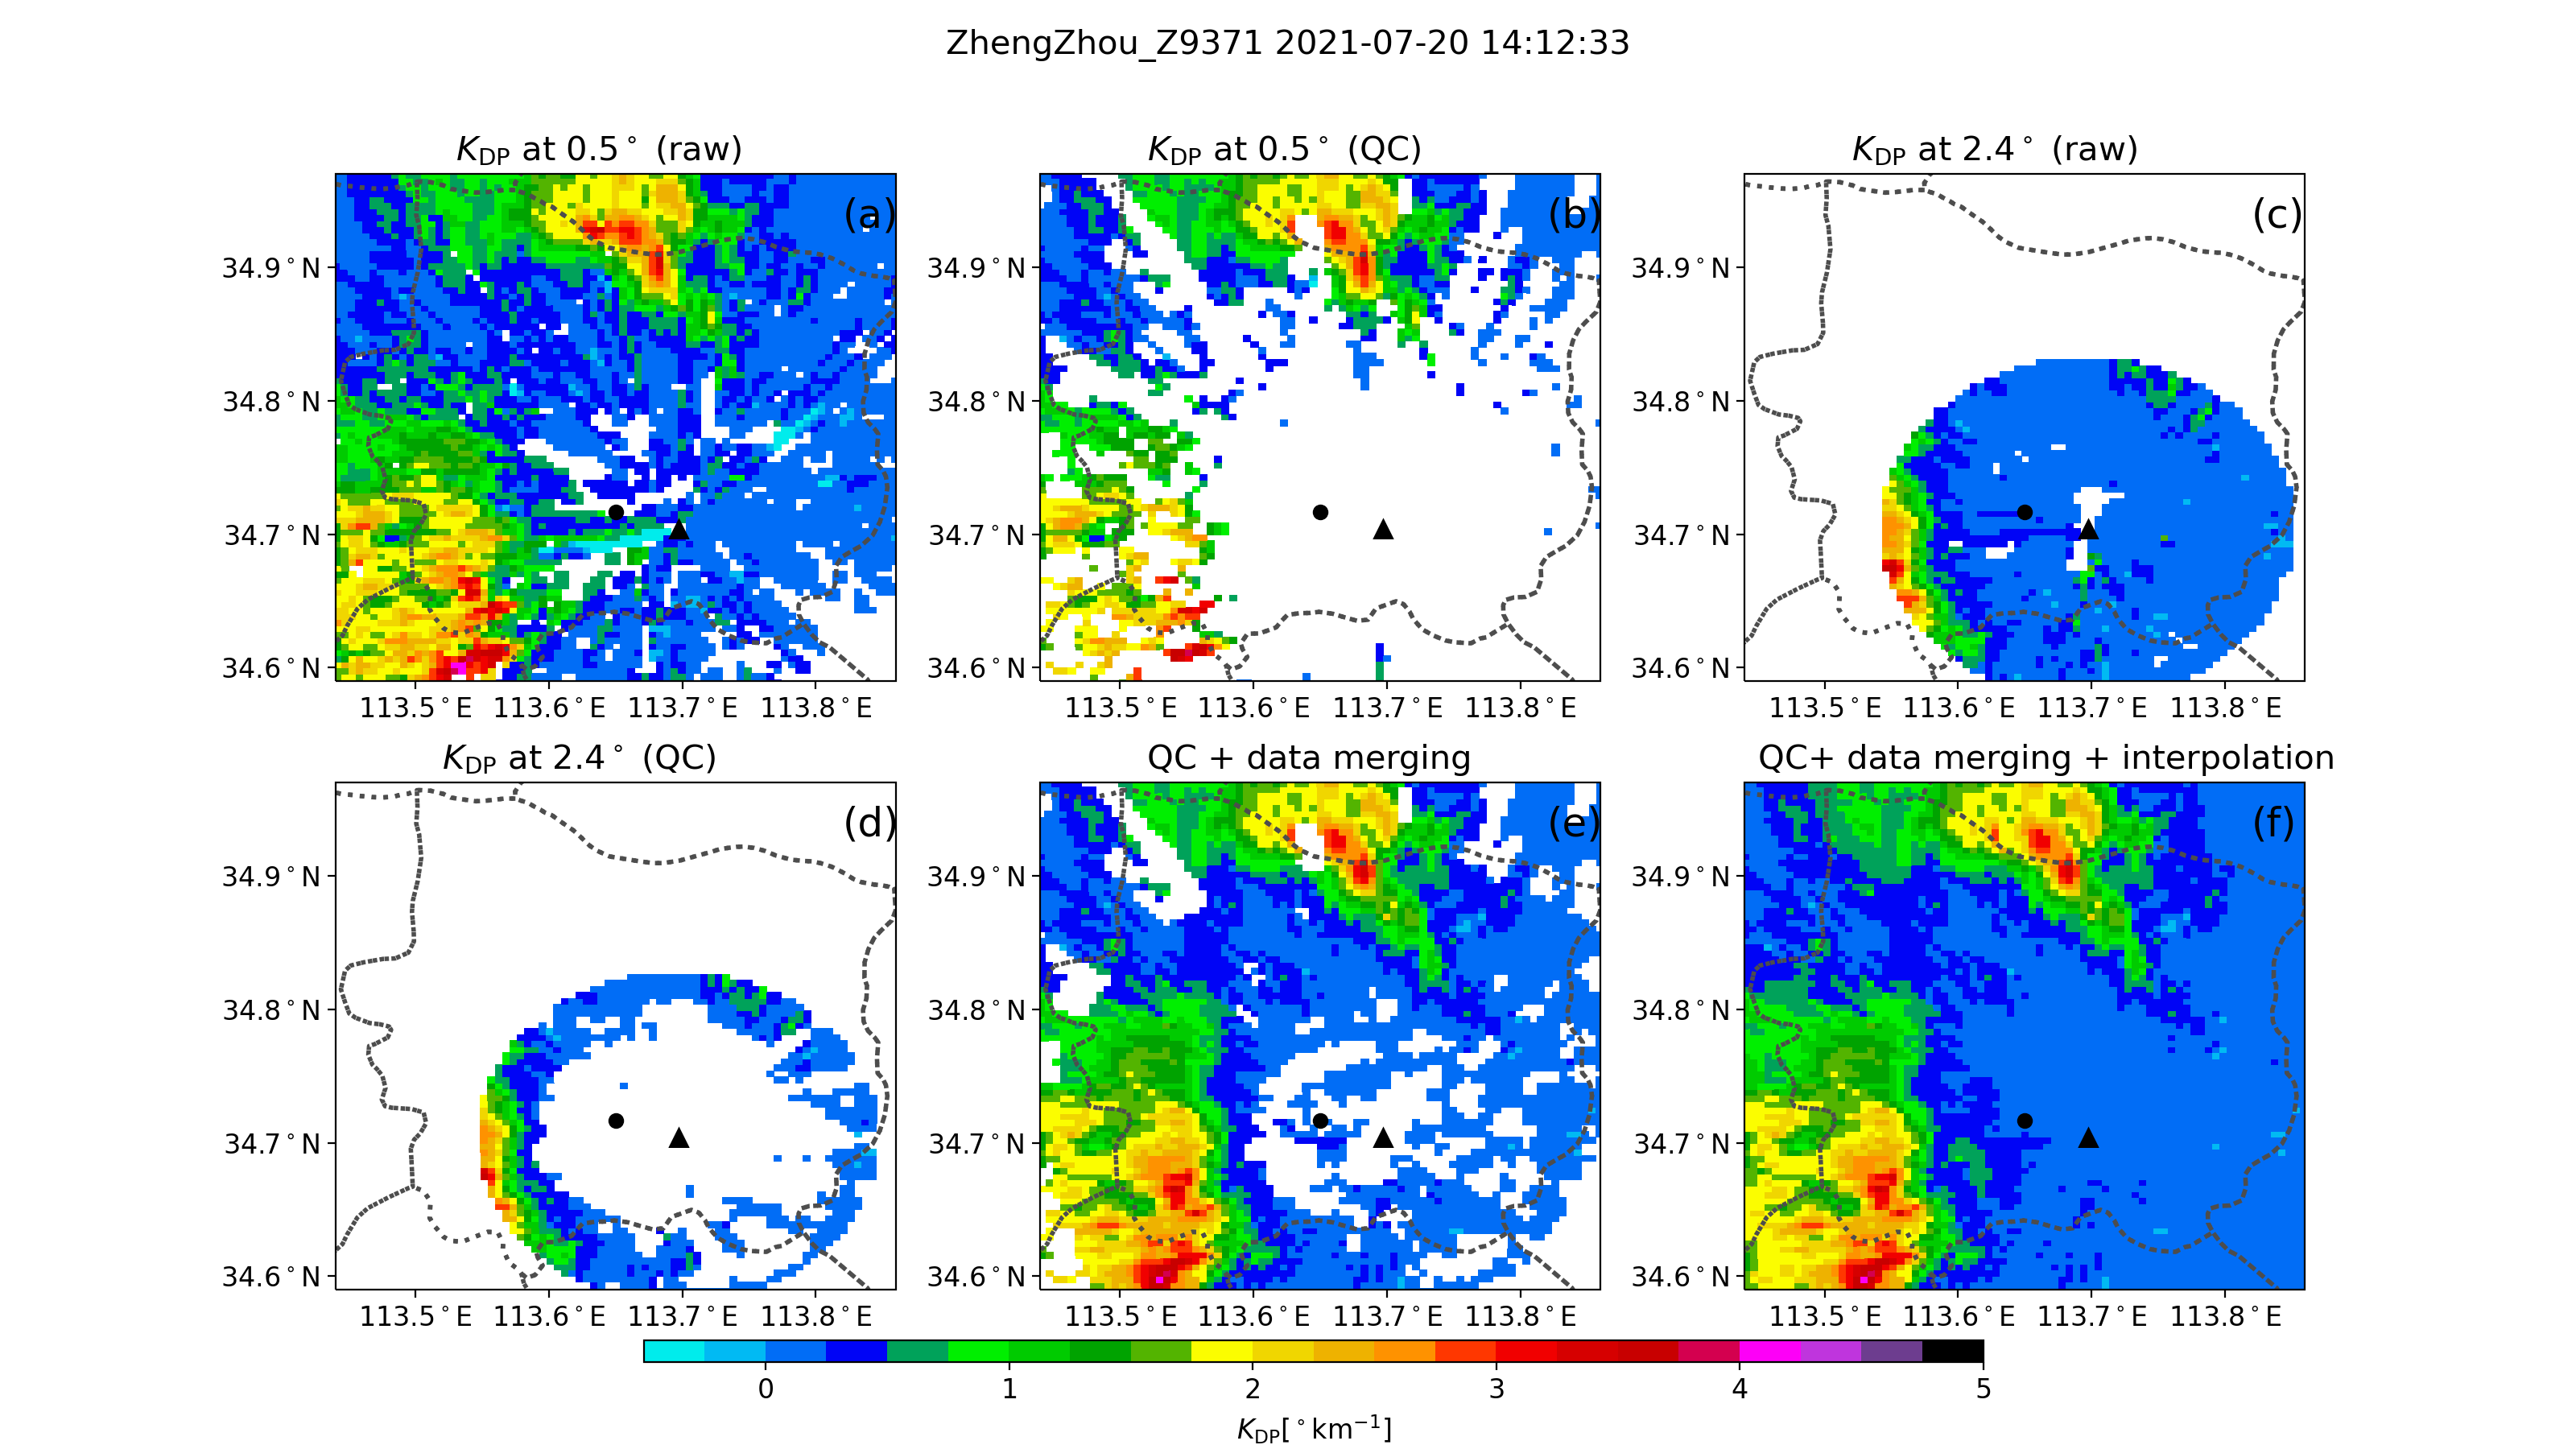 ZhengZhou_Z9371 2021-07-20 14:12:33
K_DP at 0.5° (raw)
K_DP at 0.5° (QC)
K_DP at 2.4° (raw)
(a)
(b)
(c)
34.9°N
34.8°N
34.7°N
34.6°N
34.9°N
34.8°N
34.7°N
34.6°N
34.9°N
34.8°N
34.7°N
34.6°N
113.5°E 113.6°E 113.7°E 113.8°E
113.5°E 113.6°E 113.7°E 113.8°E
113.5°E 113.6°E 113.7°E 113.8°E
K_DP at 2.4° (QC)
QC + data merging
QC+ data merging + interpolation
(d)
(e)
(f)
34.9°N
34.8°N
34.7°N
34.6°N
34.9°N
34.8°N
34.7°N
34.6°N
34.9°N
34.8°N
34.7°N
34.6°N
113.5°E 113.6°E 113.7°E 113.8°E
113.5°E 113.6°E 113.7°E 113.8°E
113.5°E 113.6°E 113.7°E 113.8°E
0 1 2 3 4 5
K_DP[°km⁻¹]